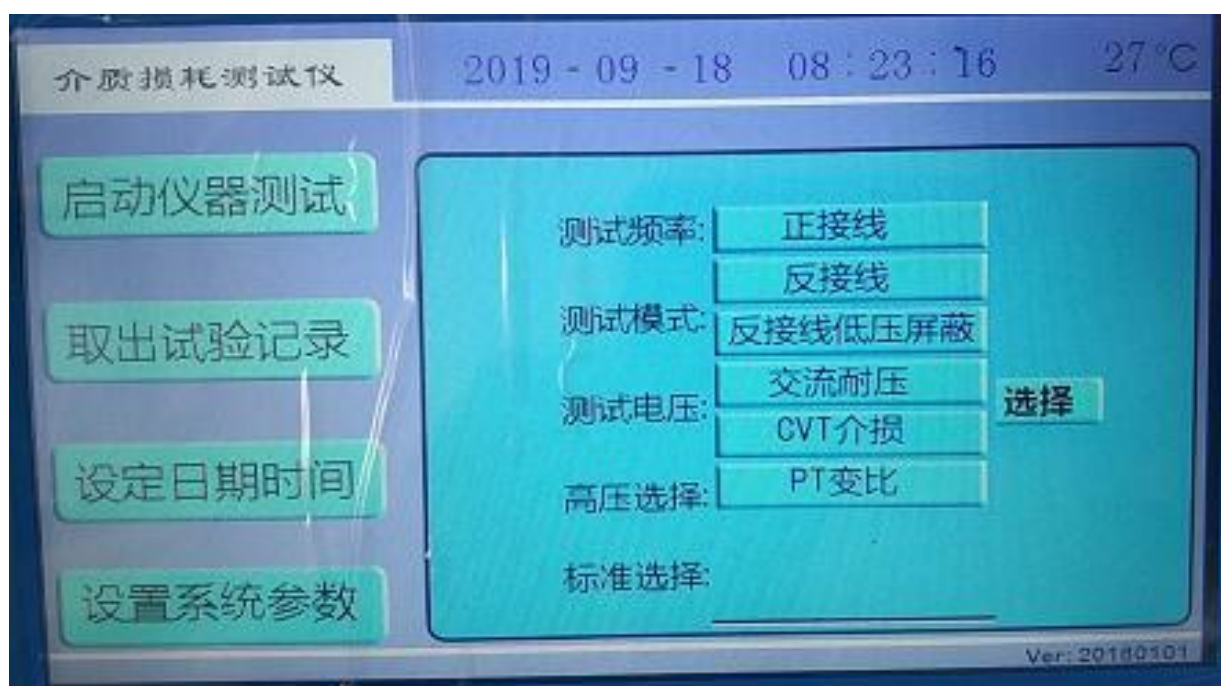 介质损耗测试仪
2019-09-18 08:23:16 27°C
启动仪器测试
取出试验记录
设定日期时间
设置系统参数
测试频率:
测试模式:
测试电压:
高压选择:
标准选择:
正接线
反接线
反接线低压屏蔽
交流耐压
CVT介损
PT变比
选择
Ver: 20160101